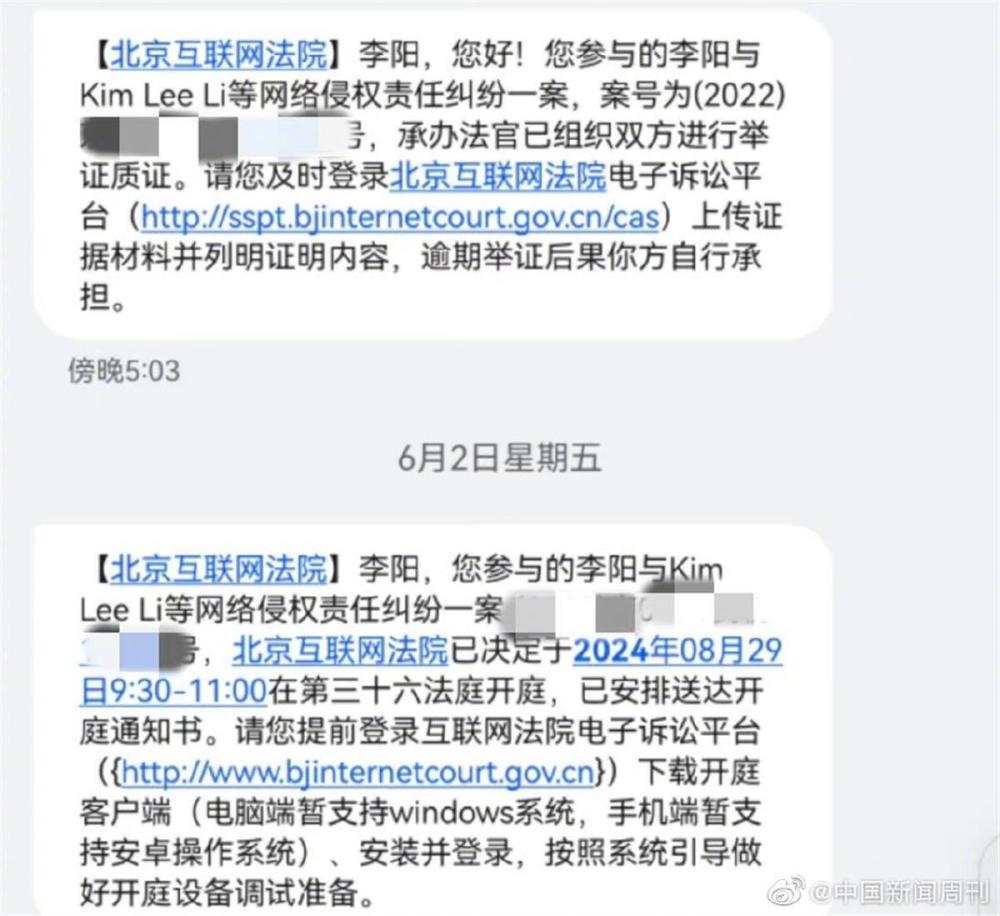 【北京互联网法院】李阳，您好！您参与的李阳与
Kim Lee Li等网络侵权责任纠纷一案，案号为(2022)
号，承办法官已组织双方进行举
证质证。请您及时登录北京互联网法院电子诉讼平
台（http://sspt.bjinternetcourt.gov.cn/cas）上传证
据材料并列明证明内容，逾期举证后果你方自行承
担。
傍晚5:03
6月2日星期五
【北京互联网法院】李阳，您参与的李阳与Kim
Lee Li等网络侵权责任纠纷一案
号，北京互联网法院已决定于2024年08月29
日9:30-11:00在第三十六法庭开庭，已安排送达开
庭通知书。请您提前登录互联网法院电子诉讼平台
（{http://www.bjinternetcourt.gov.cn}）下载开庭
客户端（电脑端暂支持windows系统，手机端暂支
持安卓操作系统）、安装并登录，按照系统引导做
好开庭设备调试准备。
@中国新闻周刊